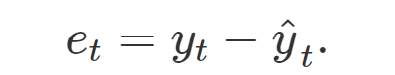 e_t = y_t − ŷ_t.